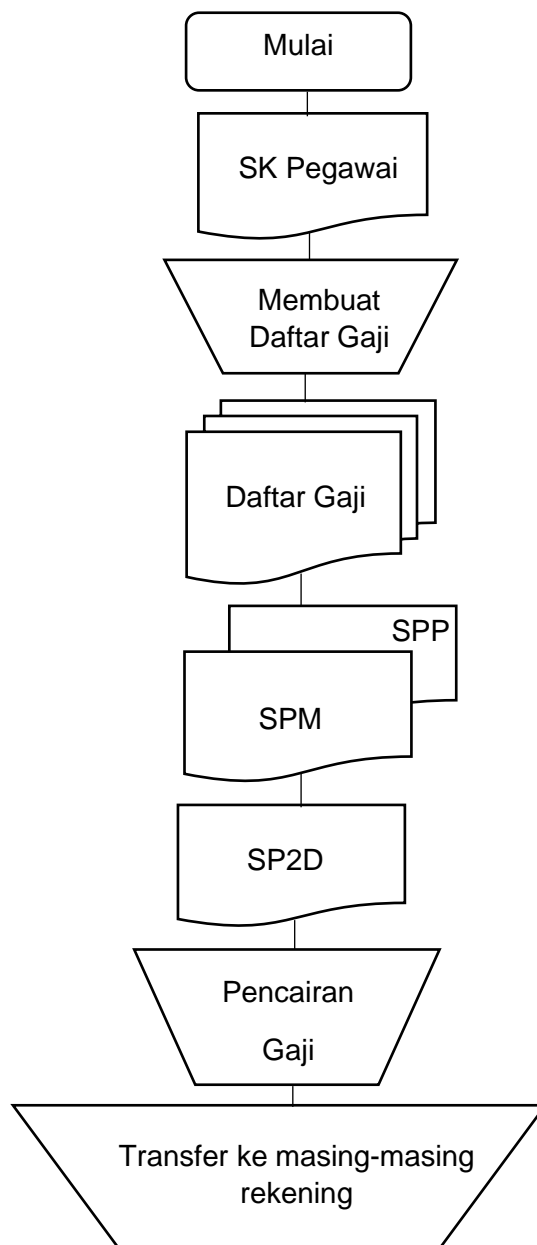 Mulai
SK Pegawai
Membuat
Daftar Gaji
Daftar Gaji
SPP
SPM
SP2D
Pencairan
Gaji
Transfer ke masing-masing
rekening